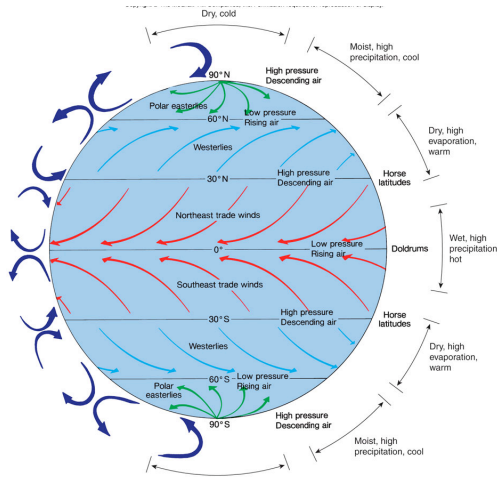 Dry, cold
Moist, high
precipitation, cool
High pressure
Descending air
90°N
Polar easterlies
Low pressure
Rising air
60°N
Dry, high
evaporation,
warm
Westerlies
High pressure
Descending air
30°N
Horse
latitudes
Northeast trade winds
Wet, high
precipitation
hot
0°
Low pressure
Rising air
Doldrums
Southeast trade winds
High pressure
Descending air
30°S
Horse
latitudes
Dry, high
evaporation,
warm
Westerlies
60°S
Low pressure
Rising air
Polar
easterlies
High pressure
Descending air
90°S
Moist, high
precipitation, cool